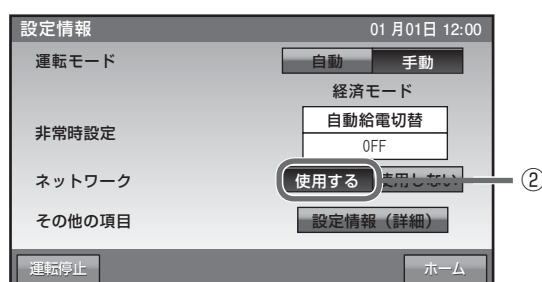 設定情報 01月01日 12:00
運転モード 自動 手動
経済モード
非常時設定 自動給電切替
OFF
ネットワーク 使用する 使用しない ②
その他の項目 設定情報（詳細）
運転停止 ホーム